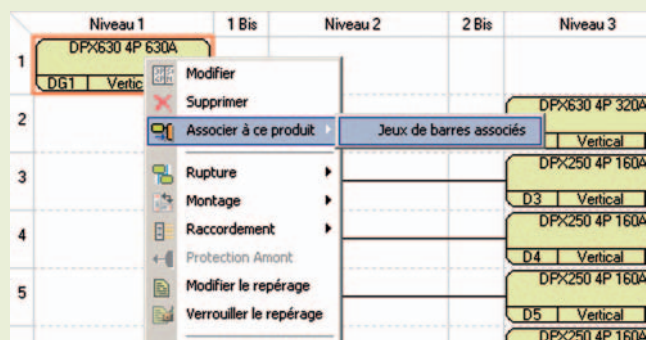 Niveau 1 1 Bis Niveau 2 2 Bis Niveau 3
1 DPX630 4P 630A
DG1 Vertic
Modifier
Supprimer
Associer à ce produit Jeux de barres associés
Rupture
Montage
Raccordement
Protection Amont
Modifier le repérage
Verrouiller le repérage
2 DPX630 4P 320A
Vertical
3 DPX250 4P 160A
D3 Vertical
4 DPX250 4P 160A
D4 Vertical
5 DPX250 4P 160A
D5 Vertical
DPX250 4P 160A